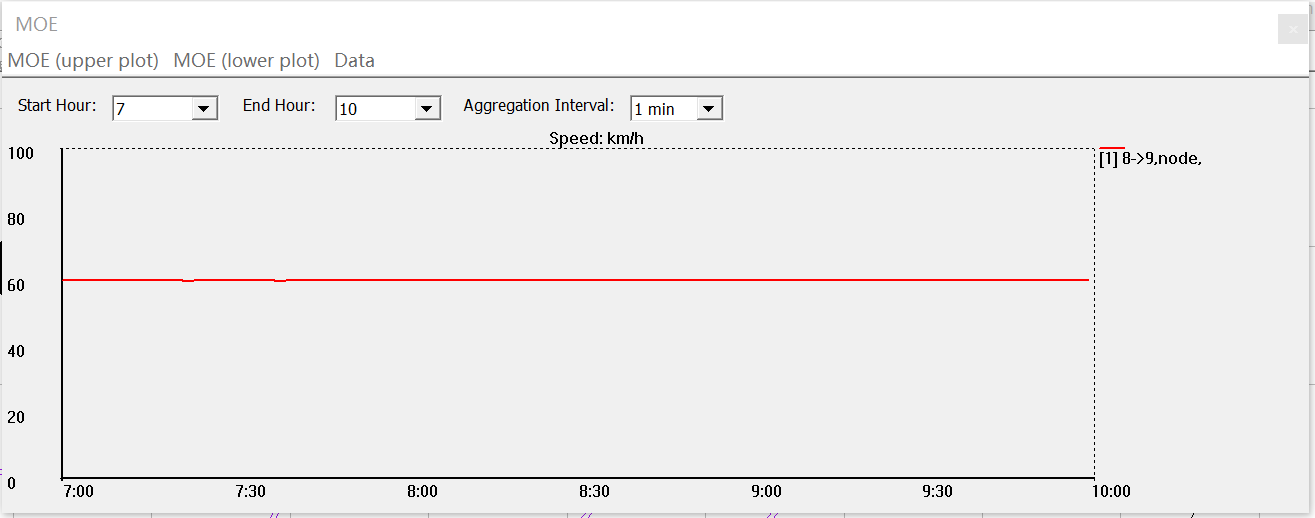 MOE
MOE (upper plot) MOE (lower plot) Data
Start Hour: 7 End Hour: 10 Aggregation Interval: 1 min
Speed: km/h
100
[1] 8->9,node,
80
60
40
20
0
7:00 7:30 8:00 8:30 9:00 9:30 10:00